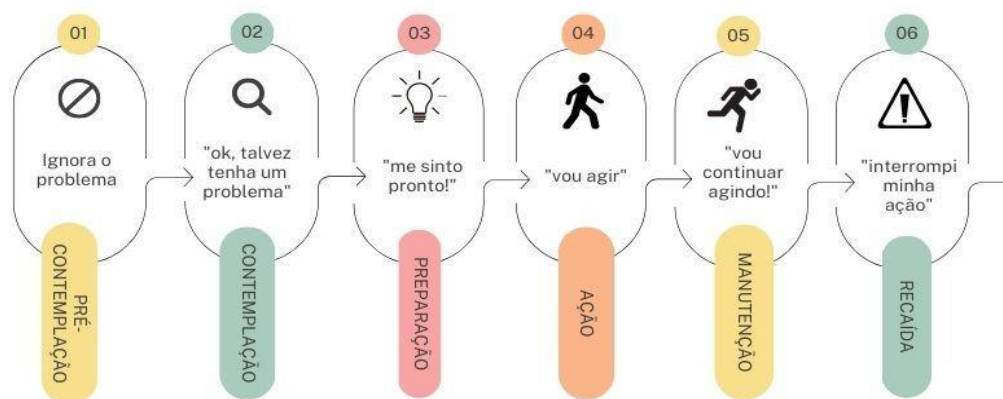 01
Ignora o
problema
PRÉ-
CONTEMPLAÇÃO
02
"ok, talvez
tenha um
problema"
CONTEMPLAÇÃO
03
"me sinto
pronto!"
PREPARAÇÃO
04
"vou agir"
AÇÃO
05
"vou
continuar
agindo!"
MANUTENÇÃO
06
"interrompi
minha
ação"
RECAÍDA